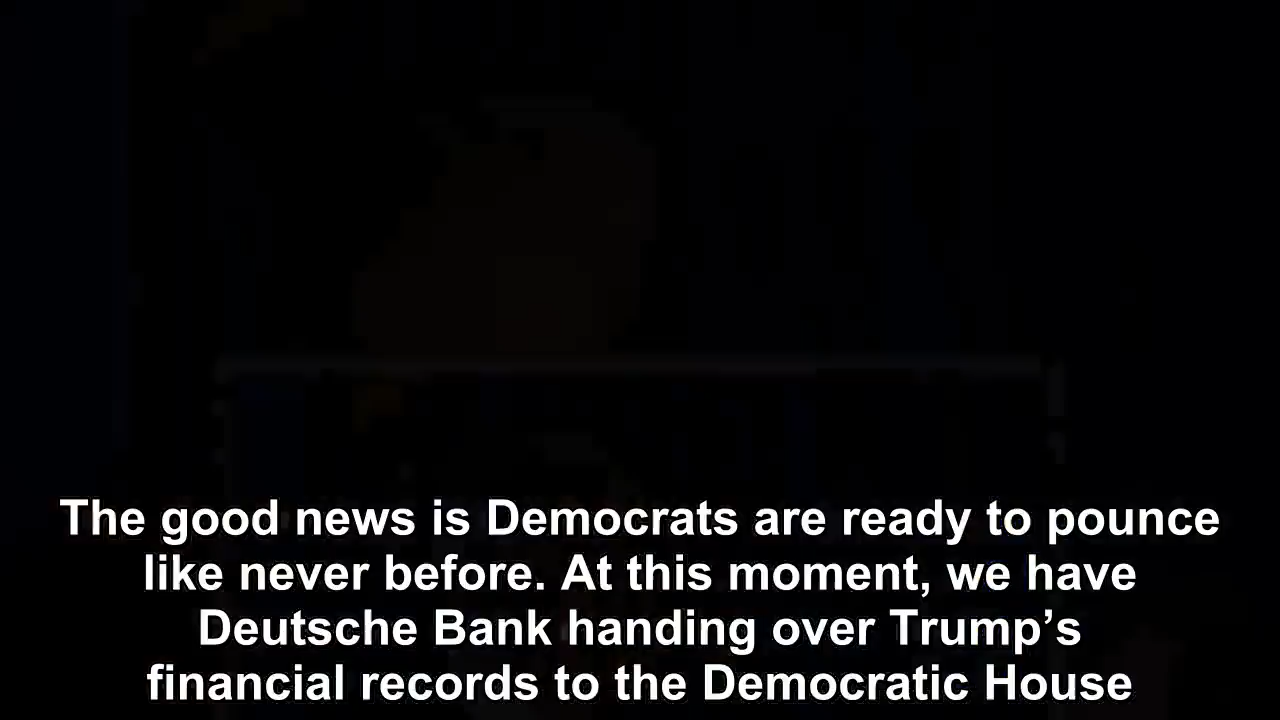 The good news is Democrats are ready to pounce
like never before. At this moment, we have
Deutsche Bank handing over Trump’s
financial records to the Democratic House